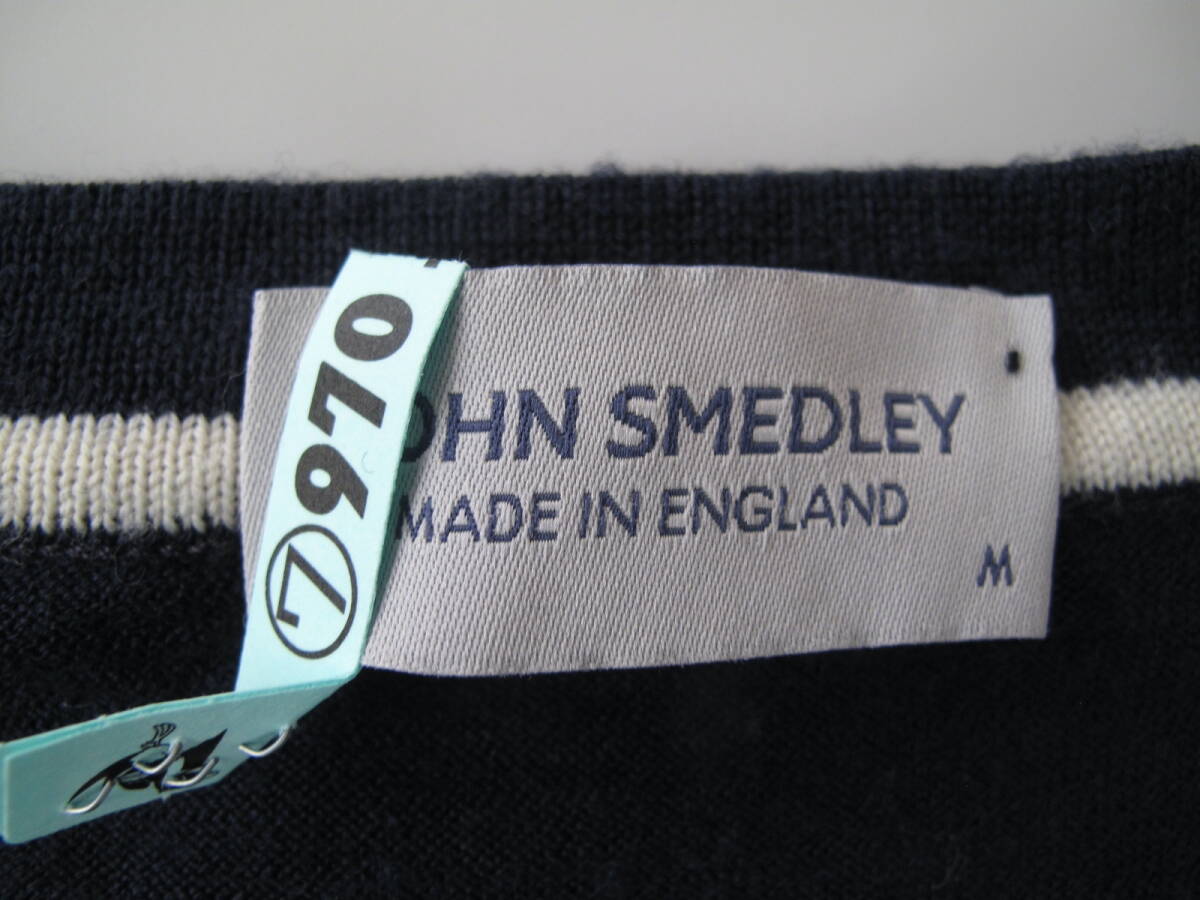 OHN SMEDLEY
MADE IN ENGLAND
M
⑦970